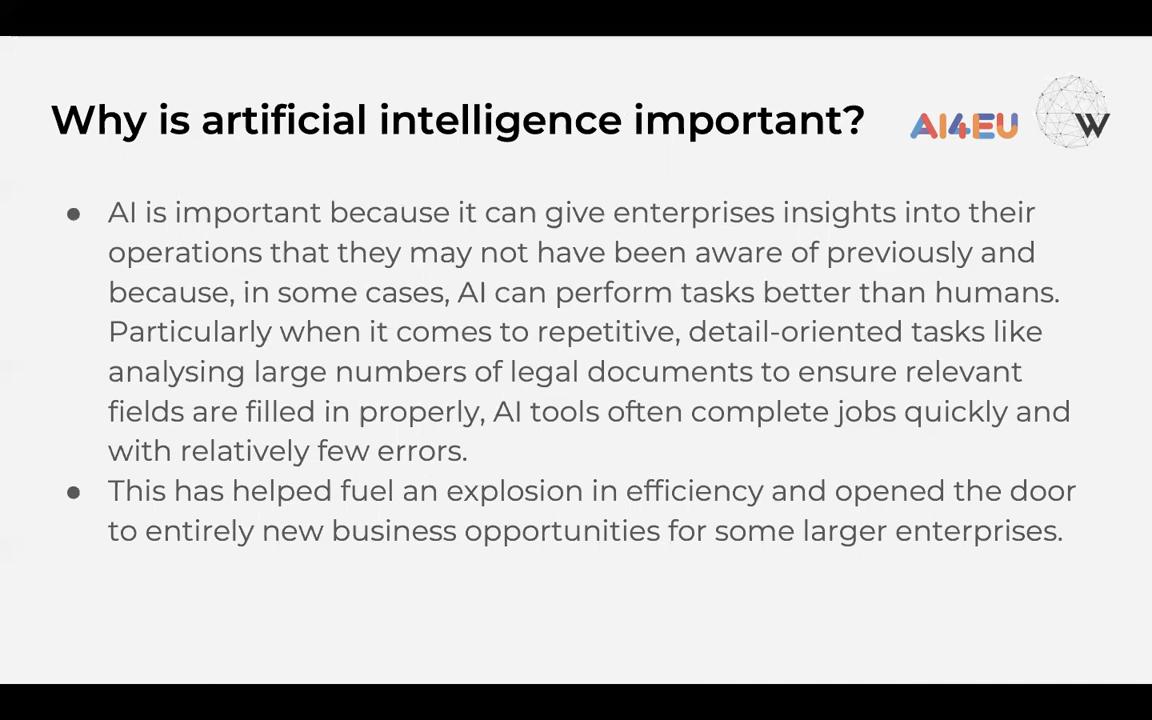 Why is artificial intelligence important?
AI4EU
W
● AI is important because it can give enterprises insights into their
operations that they may not have been aware of previously and
because, in some cases, AI can perform tasks better than humans.
Particularly when it comes to repetitive, detail-oriented tasks like
analysing large numbers of legal documents to ensure relevant
fields are filled in properly, AI tools often complete jobs quickly and
with relatively few errors.
● This has helped fuel an explosion in efficiency and opened the door
to entirely new business opportunities for some larger enterprises.